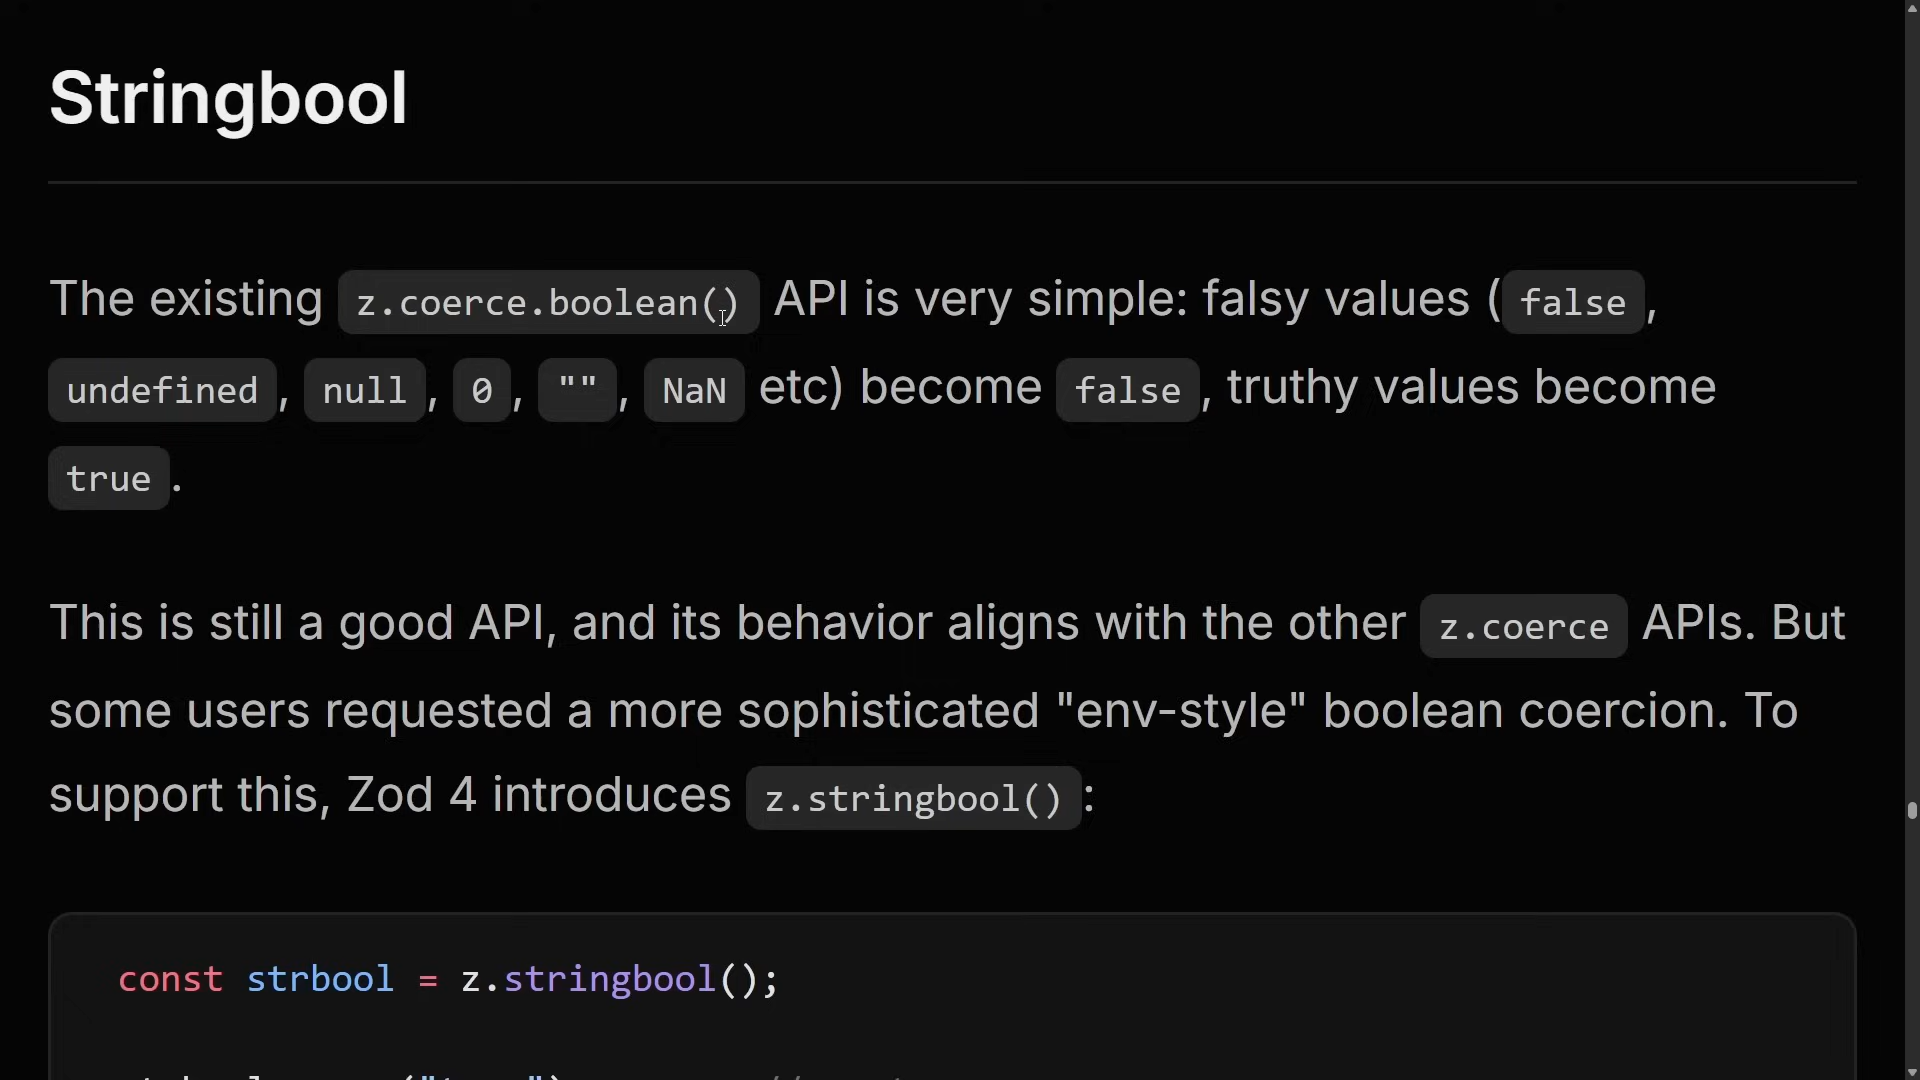 Stringbool
The existing z.coerce.boolean() API is very simple: falsy values (false,
undefined, null, 0, "", NaN etc) become false, truthy values become
true.
This is still a good API, and its behavior aligns with the other z.coerce APIs. But
some users requested a more sophisticated "env-style" boolean coercion. To
support this, Zod 4 introduces z.stringbool():
const strbool = z.stringbool();